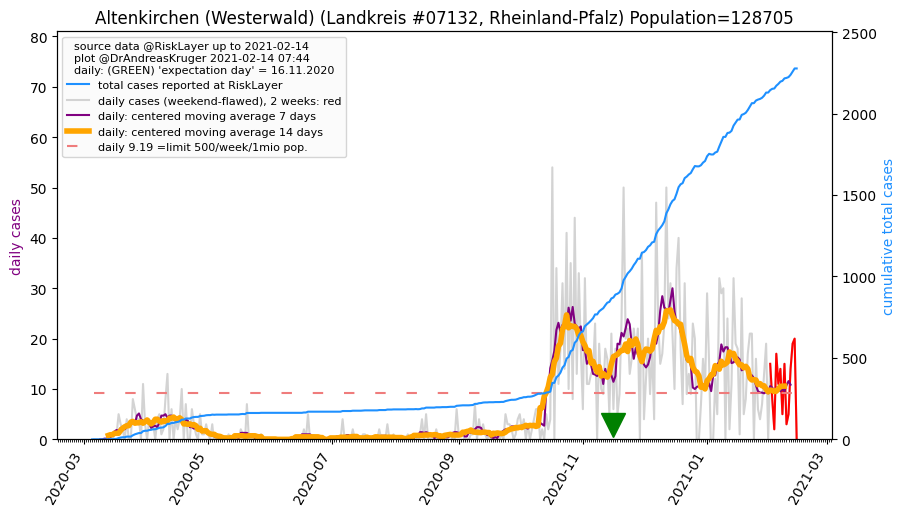 Altenkirchen (Westerwald) (Landkreis #07132, Rheinland-Pfalz) Population=128705
source data @RiskLayer up to 2021-02-14
plot @DrAndreasKruger 2021-02-14 07:44
daily: (GREEN) 'expectation day' = 16.11.2020
total cases reported at RiskLayer
daily cases (weekend-flawed), 2 weeks: red
daily: centered moving average 7 days
daily: centered moving average 14 days
daily 9.19 =limit 500/week/1mio pop.
daily cases
80
70
60
50
40
30
20
10
0
cumulative total cases
2500
2000
1500
1000
500
0
2020-03
2020-05
2020-07
2020-09
2020-11
2021-01
2021-03